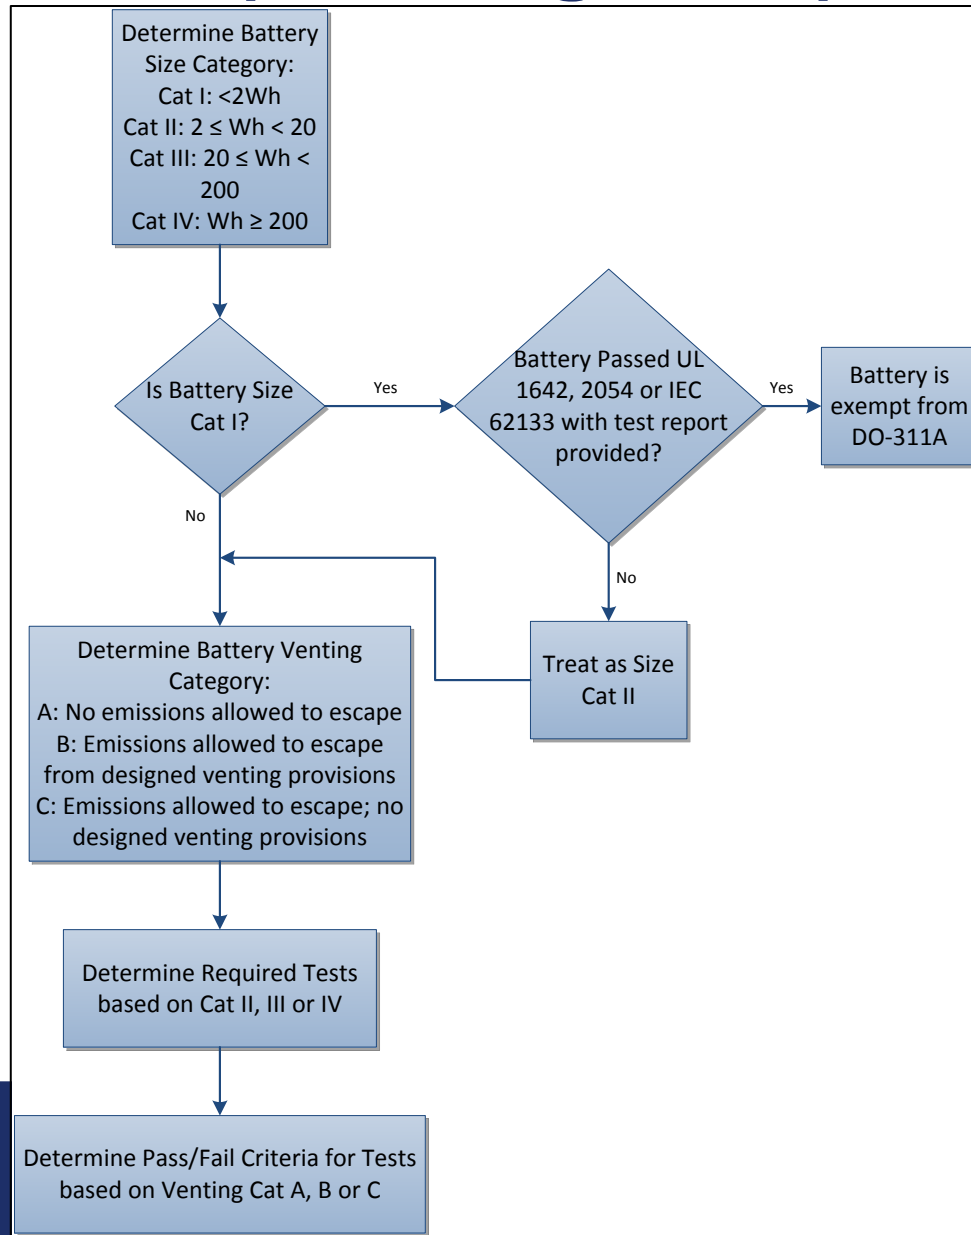 Determine Battery
Size Category:
Cat I: <2Wh
Cat II: 2 ≤ Wh < 20
Cat III: 20 ≤ Wh <
200
Cat IV: Wh ≥ 200
Is Battery Size
Cat I?
Yes
Battery Passed UL
1642, 2054 or IEC
62133 with test report
provided?
Yes
Battery is
exempt from
DO-311A
No
No
Treat as Size
Cat II
Determine Battery Venting
Category:
A: No emissions allowed to escape
B: Emissions allowed to escape
from designed venting provisions
C: Emissions allowed to escape; no
designed venting provisions
Determine Required Tests
based on Cat II, III or IV
Determine Pass/Fail Criteria for Tests
based on Venting Cat A, B or C